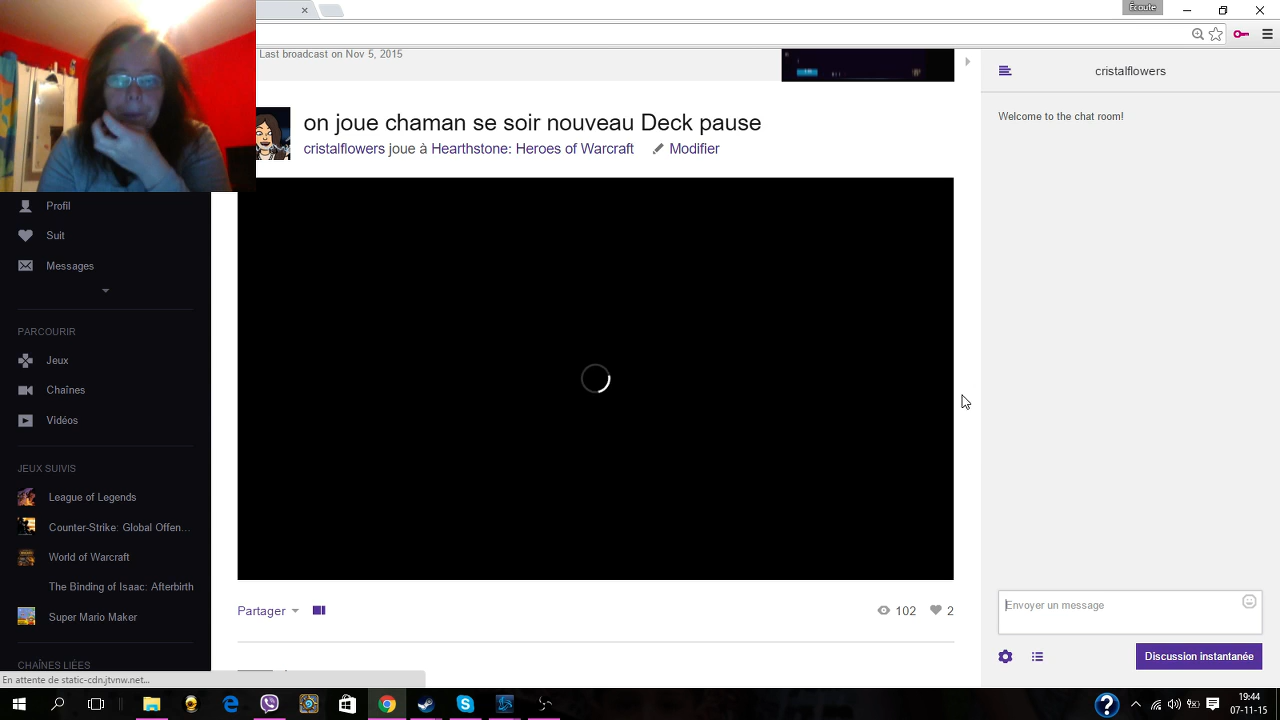 Écoute
Last broadcast on Nov 5, 2015
cristalflowers
Welcome to the chat room!
on joue chaman se soir nouveau Deck pause
cristalflowers joue à Hearthstone: Heroes of Warcraft Modifier
Profil
Suit
Messages
PARCOURIR
Jeux
Chaînes
Vidéos
JEUX SUIVIS
League of Legends
Counter-Strike: Global Offen...
World of Warcraft
The Binding of Isaac: Afterbirth
Super Mario Maker
CHAÎNES LIÉES
Partager
102
2
Envoyer un message
Discussion instantanée
En attente de static-cdn.jtvnw.net...
19:44
07-11-15